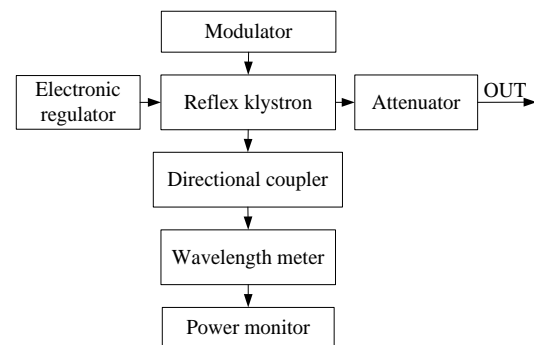 Modulator
Electronic
regulator
Reflex klystron
Attenuator
OUT
Directional coupler
Wavelength meter
Power monitor